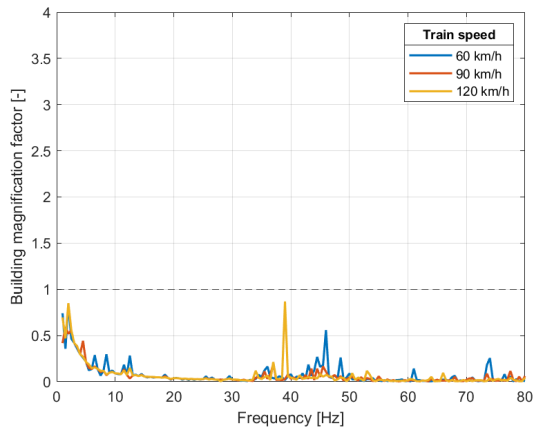 4
3.5
3
2.5
2
1.5
1
0.5
0
Building magnification factor [-]
Train speed
60 km/h
90 km/h
120 km/h
0 10 20 30 40 50 60 70 80
Frequency [Hz]